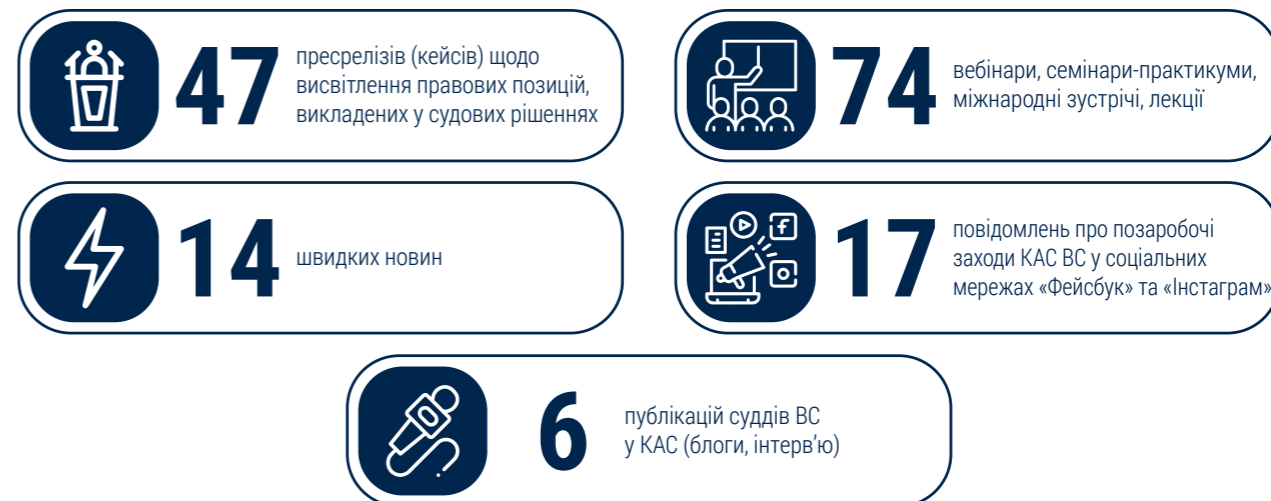 47
пресрелізів (кейсів) щодо
висвітлення правових позицій,
викладених у судових рішеннях
74
вебінари, семінари-практикуми,
міжнародні зустрічі, лекції
14
швидких новин
17
повідомлень про позаробочі
заходи КАС ВС у соціальних
мережах «Фейсбук» та «Інстаграм»
6
публікацій суддів ВС
у КАС (блоги, інтерв’ю)